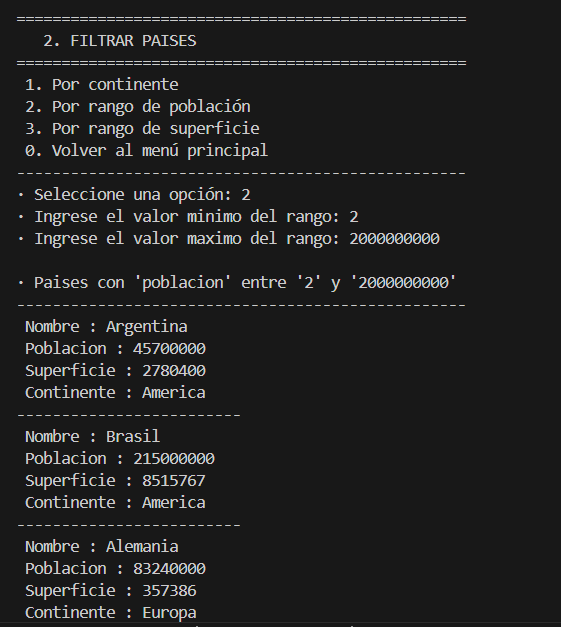 ==================================================
2. FILTRAR PAISES
==================================================
1. Por continente
2. Por rango de población
3. Por rango de superficie
0. Volver al menú principal
--------------------------------------------------
· Seleccione una opción: 2
· Ingrese el valor minimo del rango: 2
· Ingrese el valor maximo del rango: 2000000000
· Paises con 'poblacion' entre '2' y '2000000000'
--------------------------------------------------
Nombre : Argentina
Poblacion : 45700000
Superficie : 2780400
Continente : America
-------------------------
Nombre : Brasil
Poblacion : 215000000
Superficie : 8515767
Continente : America
-------------------------
Nombre : Alemania
Poblacion : 83240000
Superficie : 357386
Continente : Europa